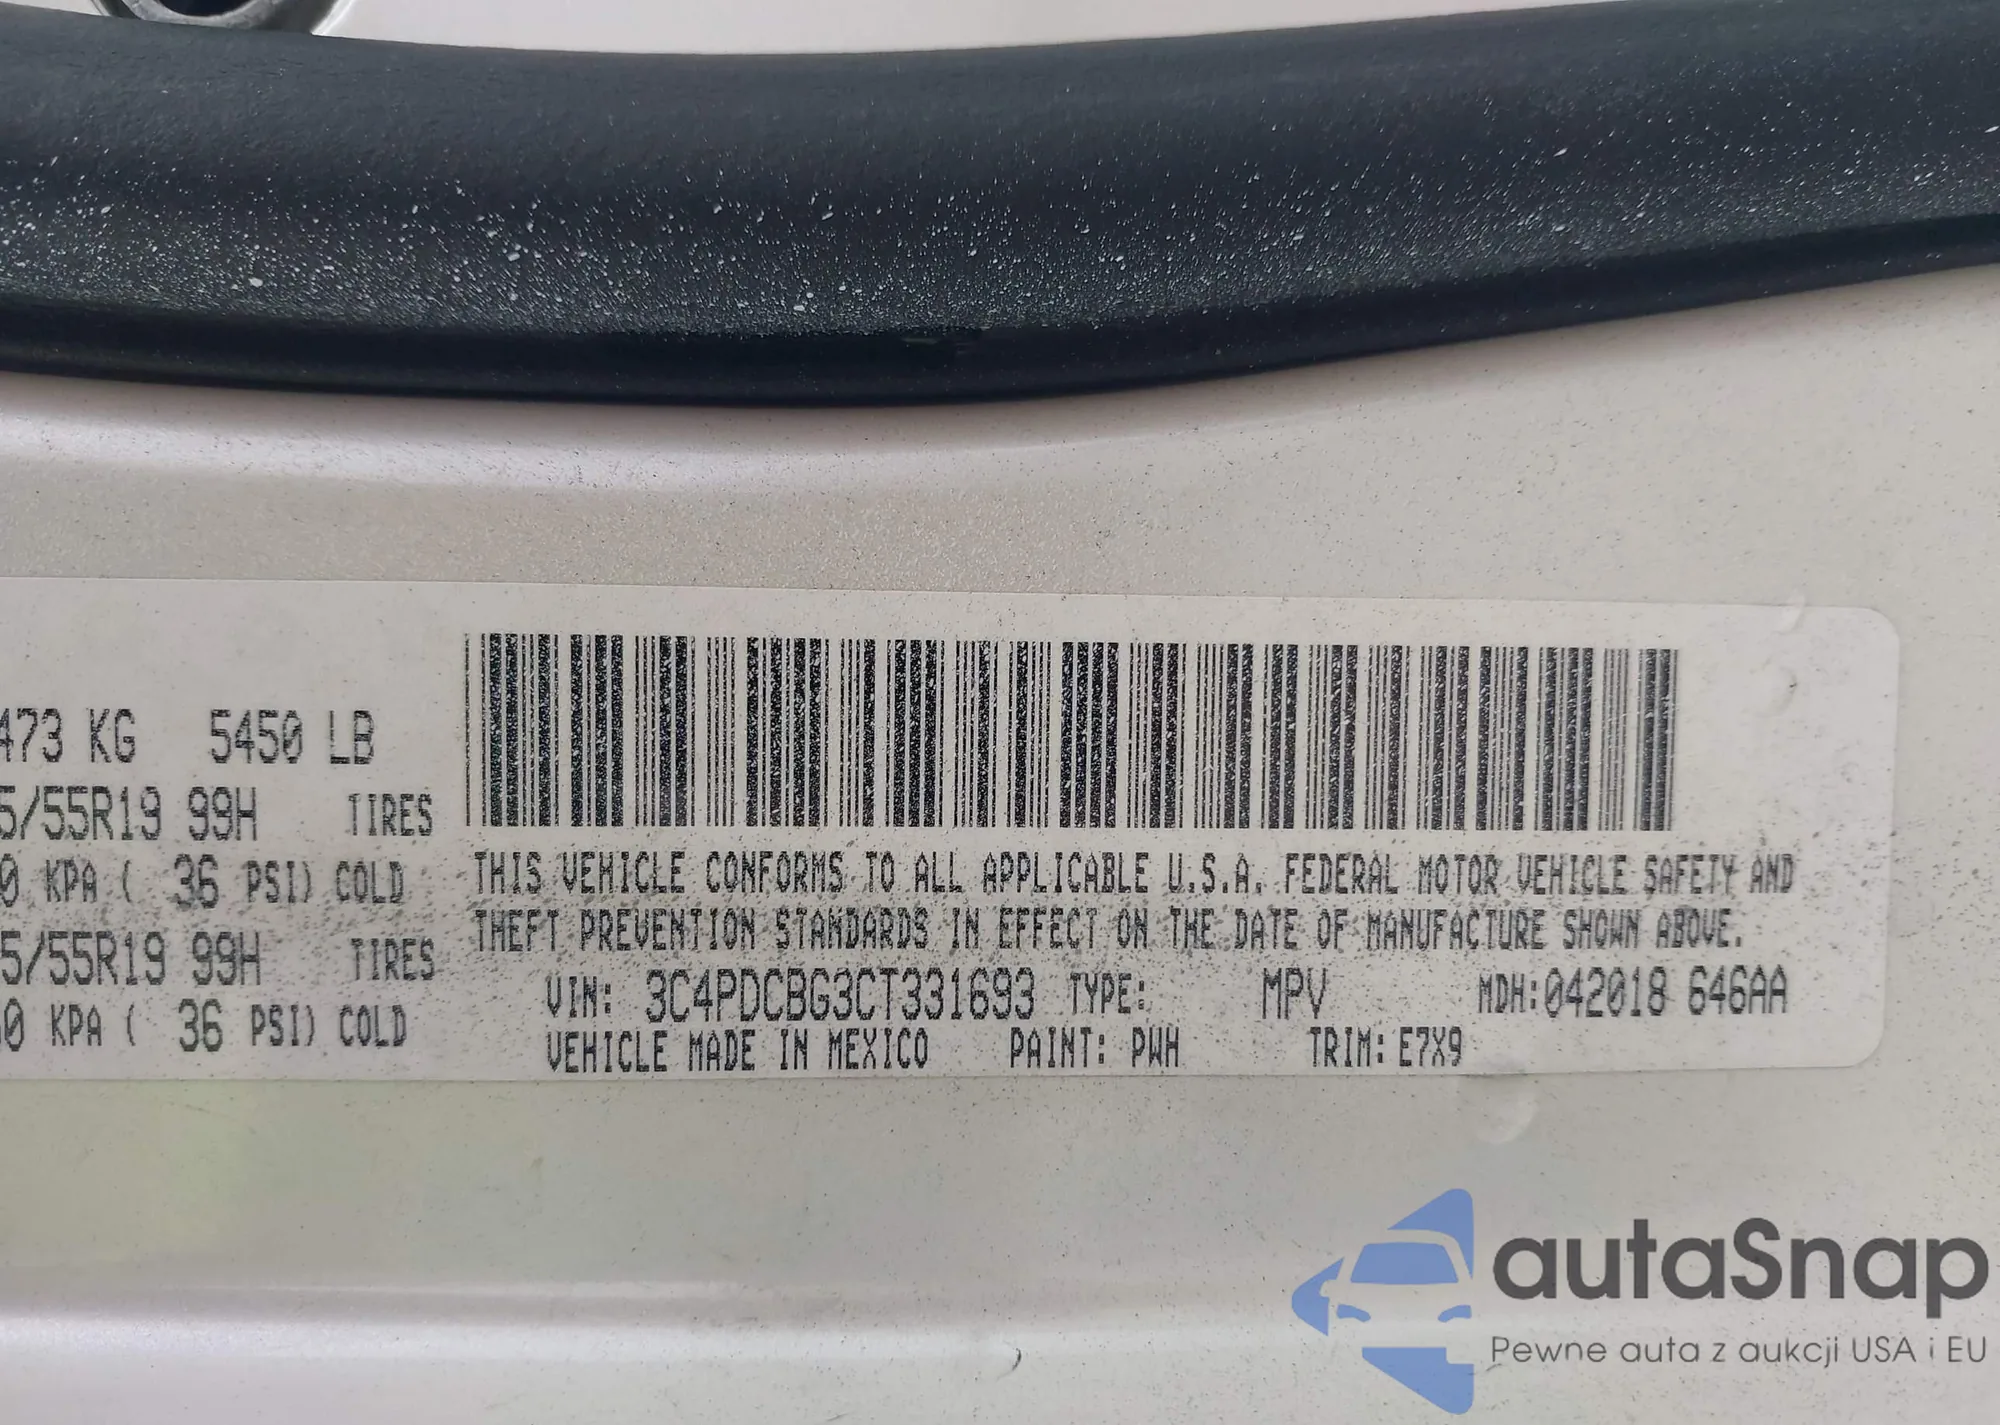 473 KG 5450 LB
5/55R19 99H TIRES
0 KPA ( 36 PSI) COLD
5/55R19 99H TIRES
0 KPA ( 36 PSI) COLD
THIS VEHICLE CONFORMS TO ALL APPLICABLE U.S.A. FEDERAL MOTOR VEHICLE SAFETY AND
THEFT PREVENTION STANDARDS IN EFFECT ON THE DATE OF MANUFACTURE SHOWN ABOVE.
VIN: 3C4PDCBG3CT331693 TYPE: MPV MDH:042018 646AA
VEHICLE MADE IN MEXICO PAINT: PWH TRIM: E7X9
autaSnap
Pewne auta z aukcji USA i EU